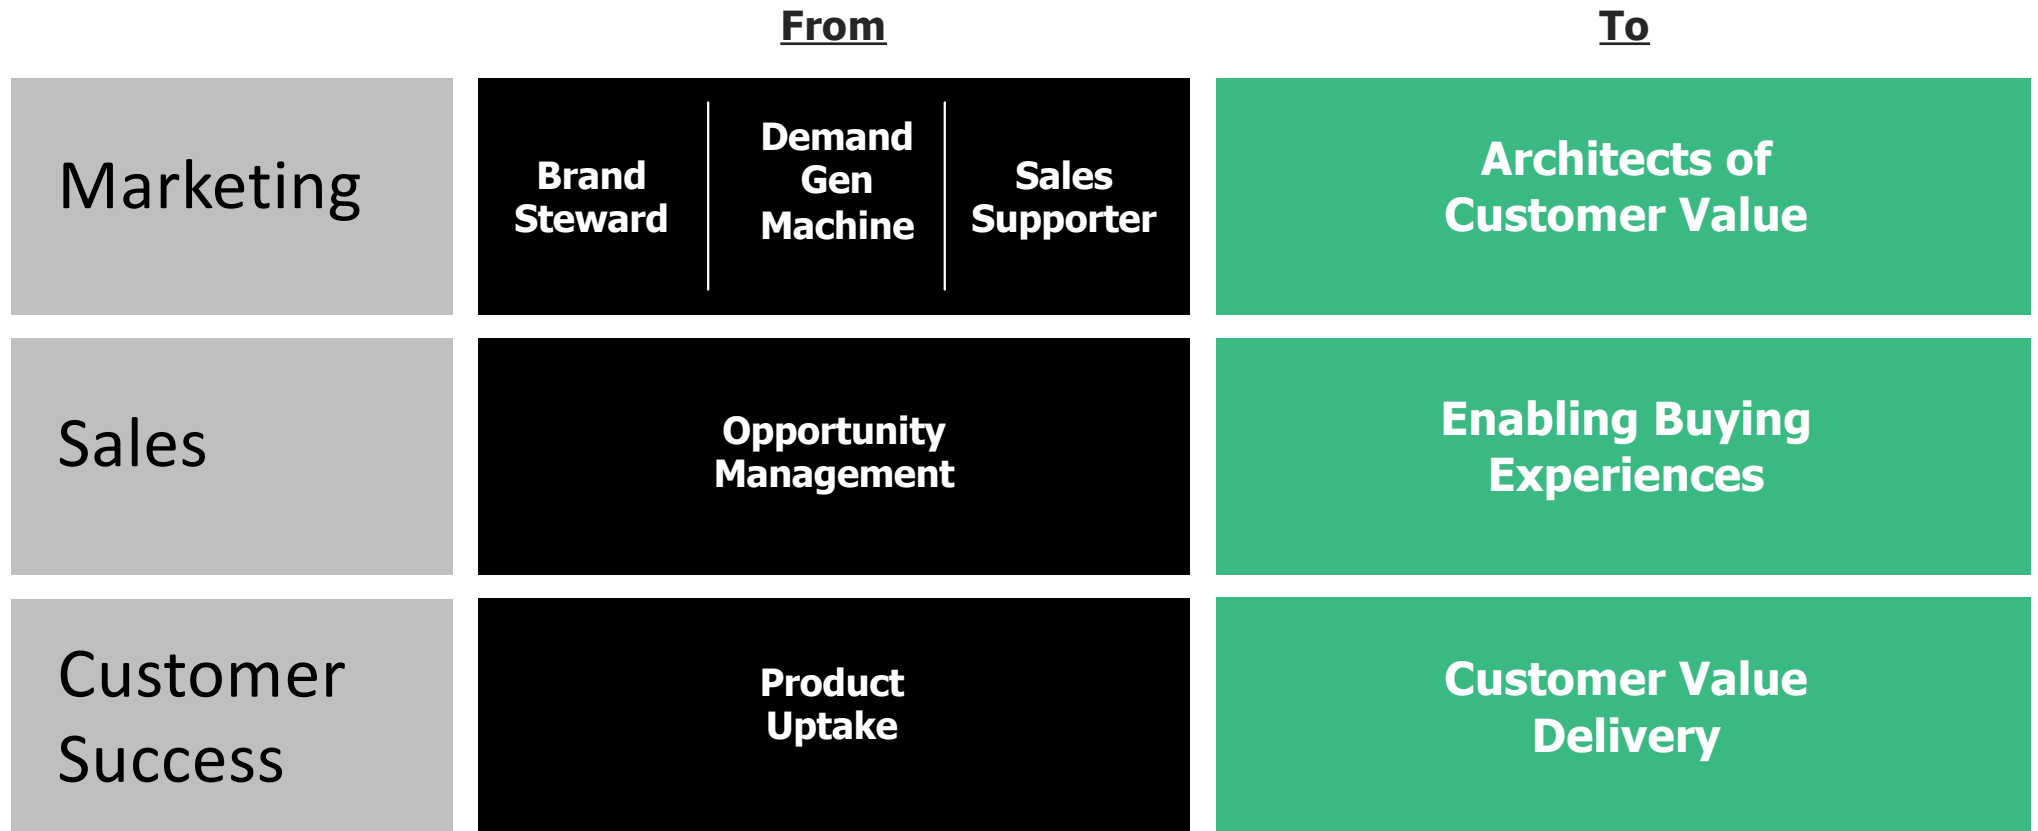 From
To
Marketing
Brand
Steward
Demand
Gen
Machine
Sales
Supporter
Architects of
Customer Value
Sales
Opportunity
Management
Enabling Buying
Experiences
Customer
Success
Product
Uptake
Customer Value
Delivery